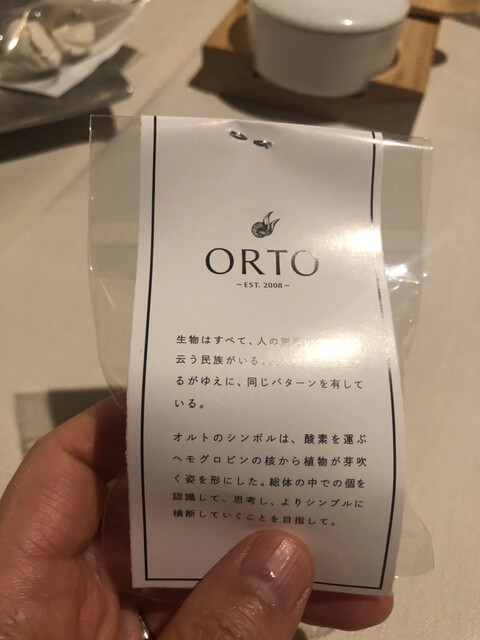 ORTO
－EST. 2008－
生物はすべて、人の
云う民族がいる。
るがゆえに、同じパターンを有して
いる。
オルトのシンボルは、酸素を運ぶ
ヘモグロビンの核から植物が芽吹
く姿を形にした。総体の中での個を
認識して、思考し、よりシンプルに
横断していくことを目指して。